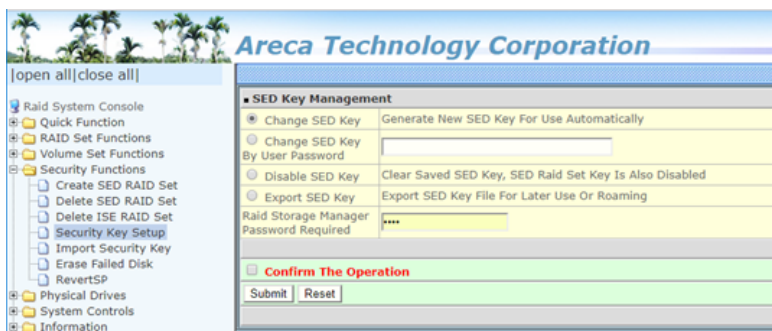 Areca Technology Corporation
|open all|close all|
Raid System Console
Quick Function
RAID Set Functions
Volume Set Functions
Security Functions
Create SED RAID Set
Delete SED RAID Set
Delete ISE RAID Set
Security Key Setup
Import Security Key
Erase Failed Disk
RevertSP
Physical Drives
System Controls
Information
SED Key Management
Change SED Key Generate New SED Key For Use Automatically
Change SED Key
By User Password
Disable SED Key Clear Saved SED Key, SED Raid Set Key Is Also Disabled
Export SED Key Export SED Key File For Later Use Or Roaming
Raid Storage Manager
Password Required ••••
Confirm The Operation
Submit Reset